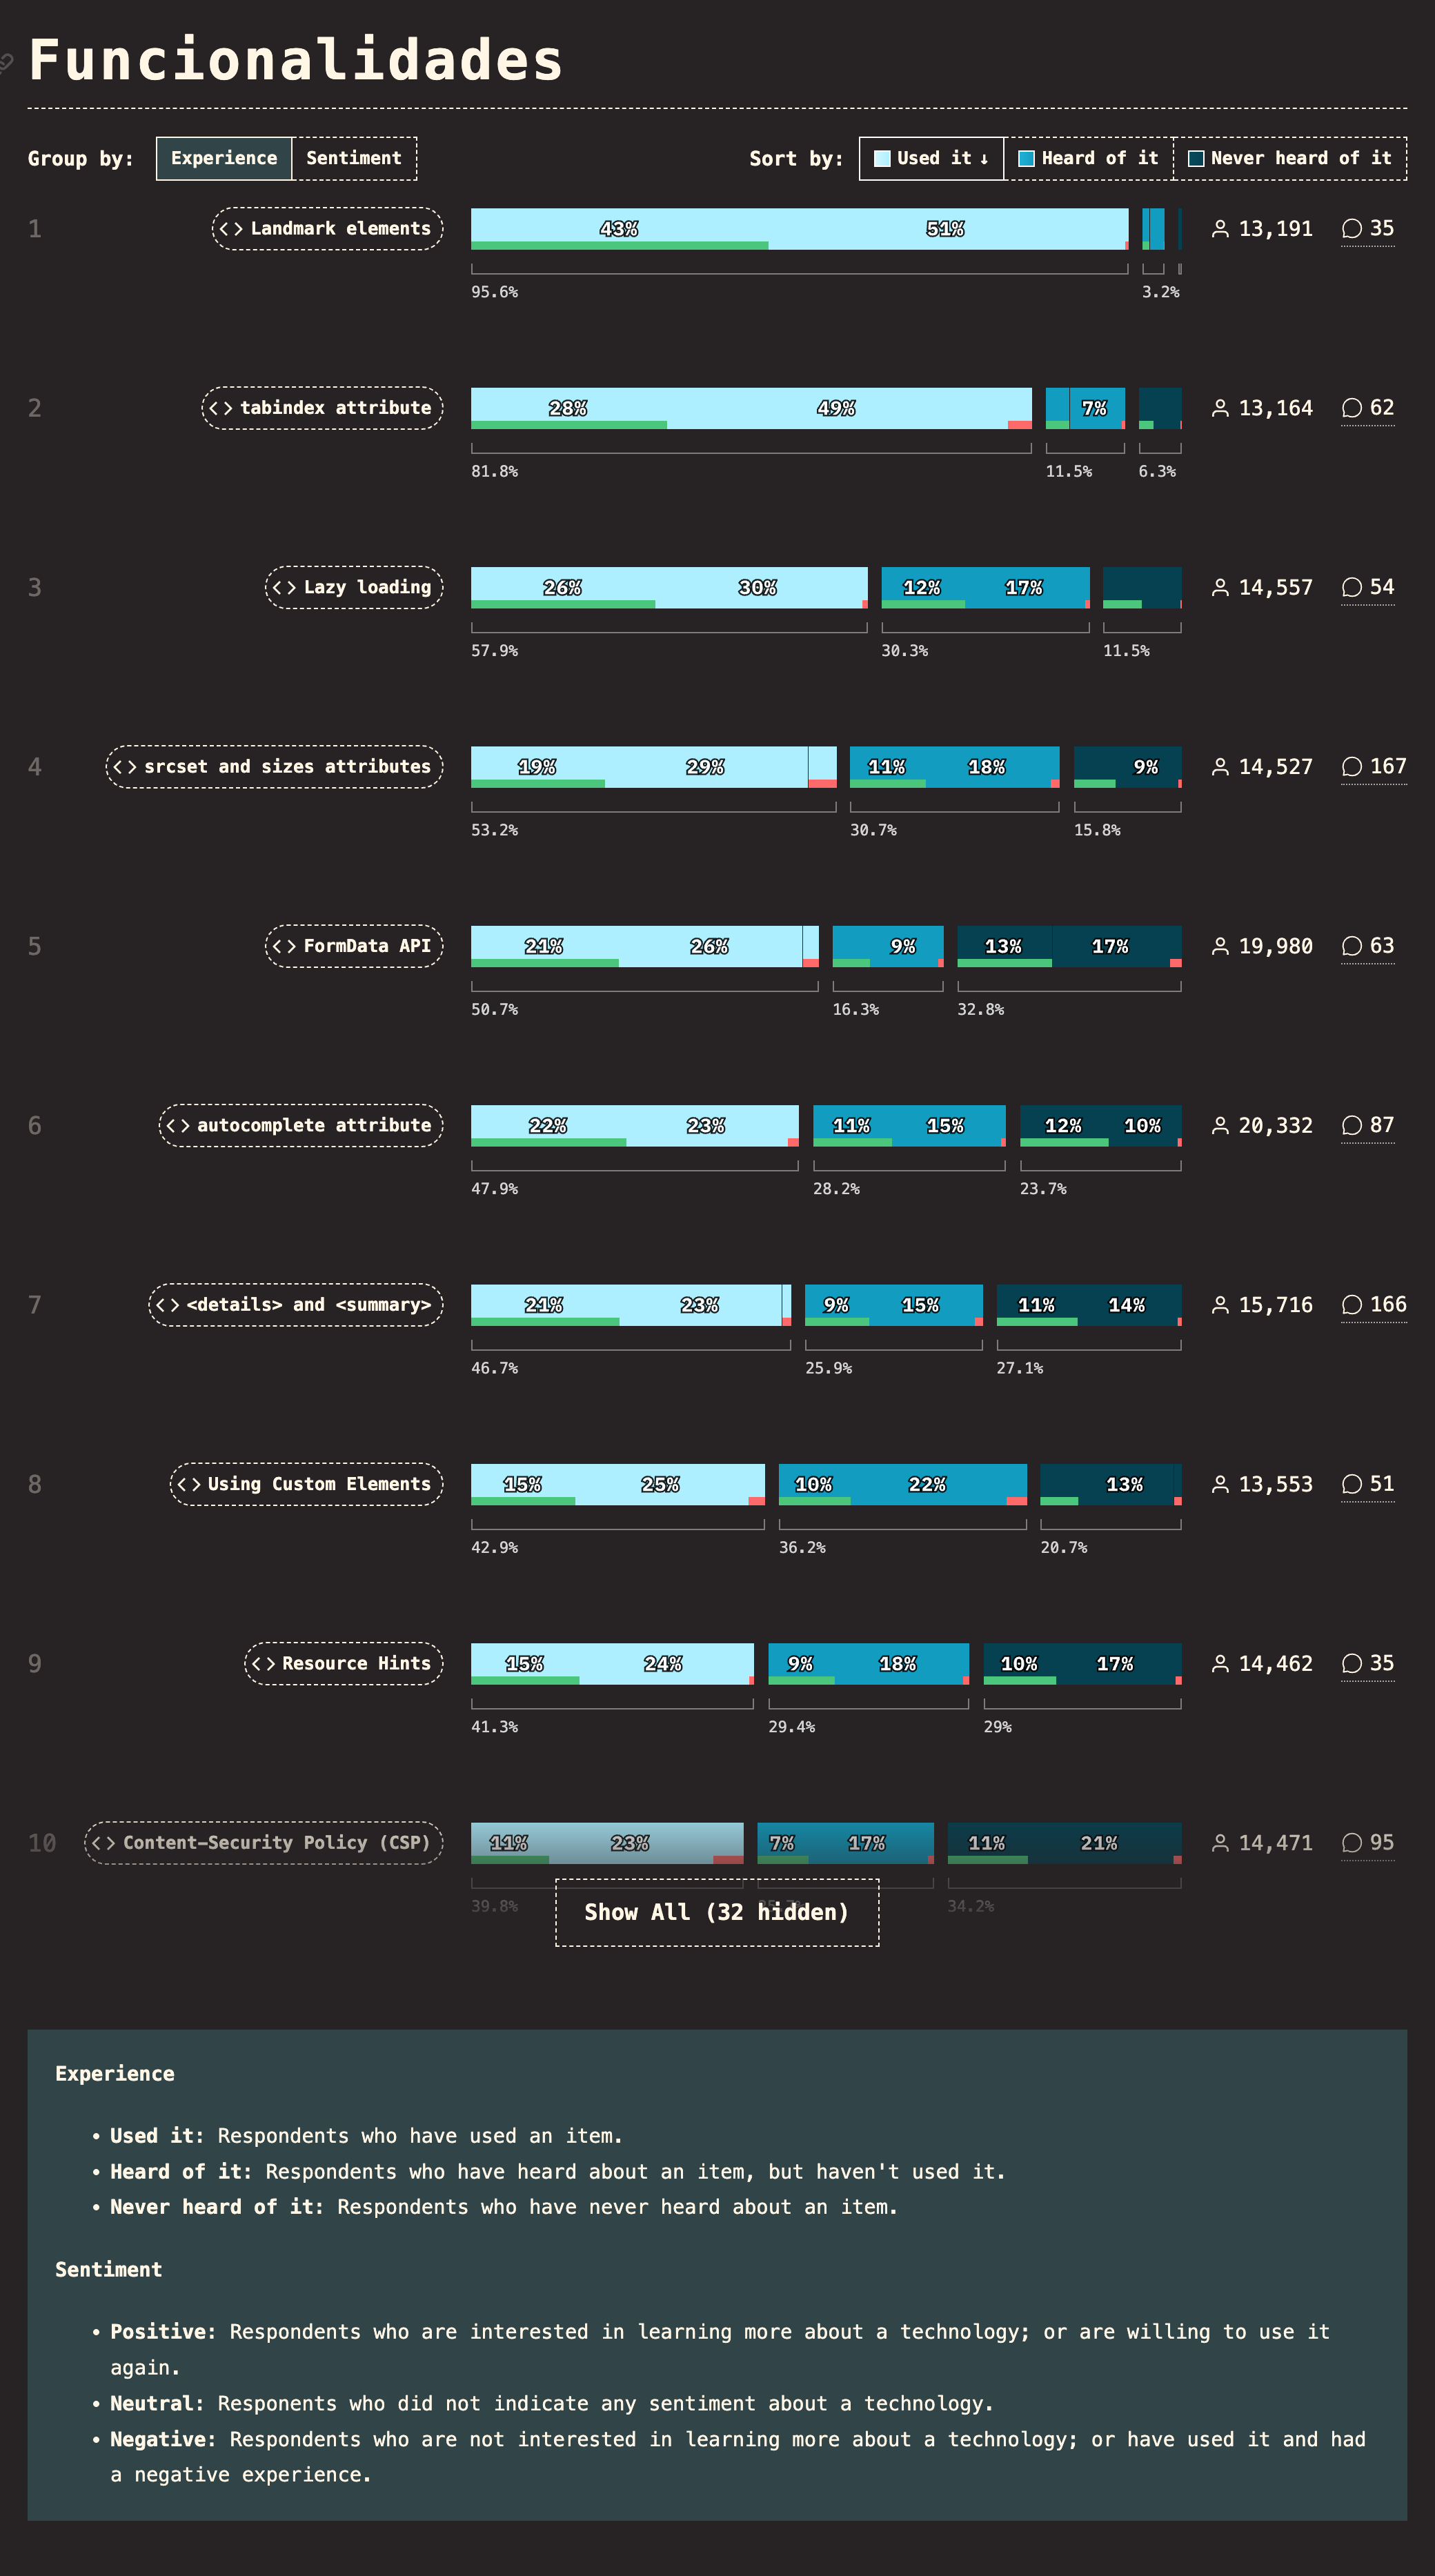 Funcionalidades
Group by: Experience Sentiment Sort by: Used it ↓ Heard of it Never heard of it
1 <> Landmark elements 43% 51% 13,191 35
95.6% 3.2%
2 <> tabindex attribute 28% 49% 7% 13,164 62
81.8% 11.5% 6.3%
3 <> Lazy loading 26% 30% 12% 17% 14,557 54
57.9% 30.3% 11.5%
4 <> srcset and sizes attributes 19% 29% 11% 18% 9% 14,527 167
53.2% 30.7% 15.8%
5 <> FormData API 21% 26% 9% 13% 17% 19,980 63
50.7% 16.3% 32.8%
6 <> autocomplete attribute 22% 23% 11% 15% 12% 10% 20,332 87
47.9% 28.2% 23.7%
7 <> <details> and <summary> 21% 23% 9% 15% 11% 14% 15,716 166
46.7% 25.9% 27.1%
8 <> Using Custom Elements 15% 25% 10% 22% 13% 13,553 51
42.9% 36.2% 20.7%
9 <> Resource Hints 15% 24% 9% 18% 10% 17% 14,462 35
41.3% 29.4% 29%
10 <> Content-Security Policy (CSP) 11% 23% 7% 17% 11% 21% 14,471 95
39.8% 34.2%
Show All (32 hidden)
Experience
• Used it: Respondents who have used an item.
• Heard of it: Respondents who have heard about an item, but haven't used it.
• Never heard of it: Respondents who have never heard about an item.
Sentiment
• Positive: Respondents who are interested in learning more about a technology; or are willing to use it
again.
• Neutral: Responents who did not indicate any sentiment about a technology.
• Negative: Respondents who are not interested in learning more about a technology; or have used it and had
a negative experience.